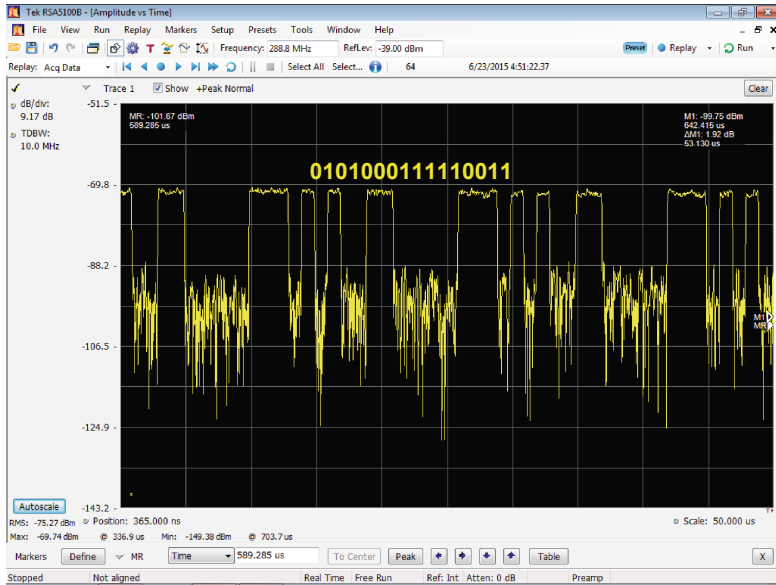 Tek RSA5100B - [Amplitude vs Time]
File View Run Replay Markers Setup Presets Tools Window Help
T Frequency: 288.8 MHz RefLev: -39.00 dBm Preset Replay Run
Replay: Acq Data Select All Select... 64 6/23/2015 4:51:22.37
Trace 1 Show +Peak Normal Clear
dB/div:
9.17 dB
TDBW:
10.0 MHz
-51.5
MR: -101.67 dBm
589.285 us
M1: -99.75 dBm
642.415 us
ΔM1: 1.92 dB
53.130 us
0101000111110011
-69.8
-88.2
M1
MR
-106.5
-124.9
-143.2
Autoscale
Position: 365.000 ns Scale: 50.000 us
RMS: -75.27 dBm
Max: -69.74 dBm @ 336.9 us Min: -149.38 dBm @ 703.7 us
Markers Define MR Time 589.285 us To Center Peak Table X
Stopped Not aligned Real Time Free Run Ref: Int Atten: 0 dB Preamp